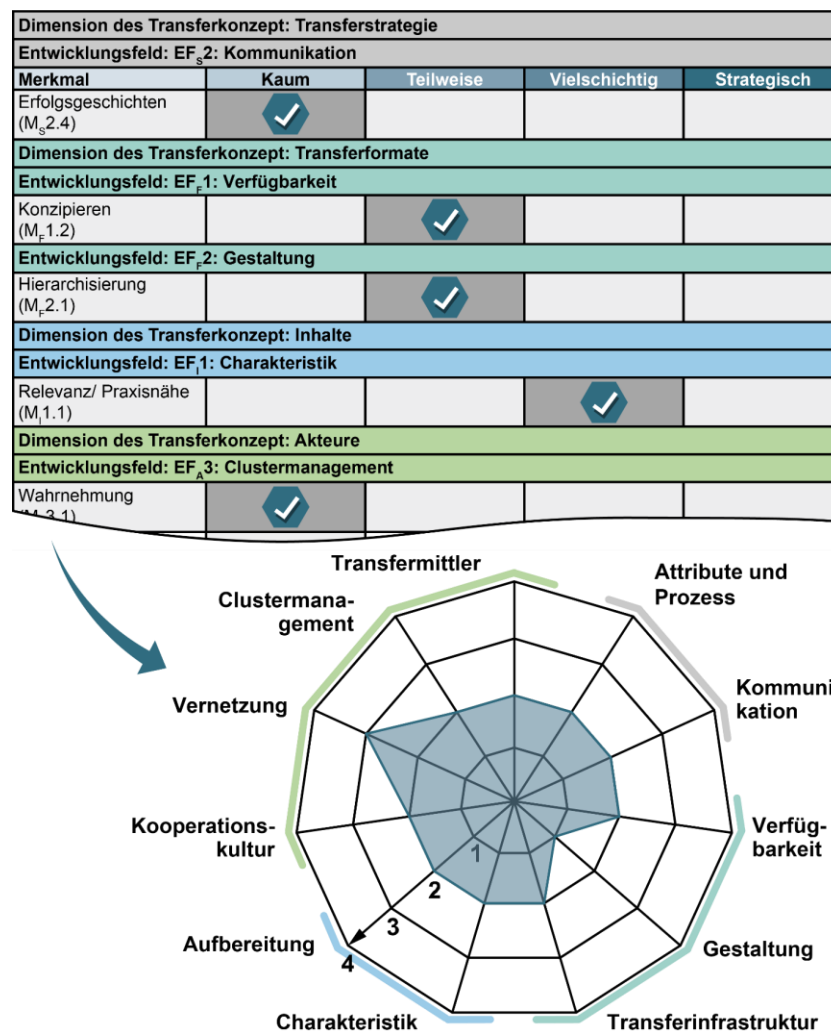 Dimension des Transferkonzept: Transferstrategie
Entwicklungsfeld: EFS2: Kommunikation
Merkmal Kaum Teilweise Vielschichtig Strategisch
Erfolgsgeschichten
(MS2.4)
Dimension des Transferkonzept: Transferformate
Entwicklungsfeld: EFF1: Verfügbarkeit
Konzipieren
(MF1.2)
Entwicklungsfeld: EFF2: Gestaltung
Hierarchisierung
(MF2.1)
Dimension des Transferkonzept: Inhalte
Entwicklungsfeld: EFI1: Charakteristik
Relevanz/ Praxisnähe
(MI1.1)
Dimension des Transferkonzept: Akteure
Entwicklungsfeld: EFA3: Clustermanagement
Wahrnehmung
Transfermittler
Attribute und
Prozess
Clustermana-
gement
Kommuni
kation
Vernetzung
Kooperations-
kultur
Verfüg-
barkeit
1
2
3
4
Aufbereitung
Gestaltung
Charakteristik
Transferinfrastruktur